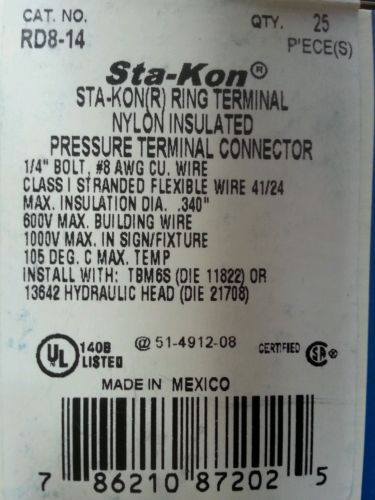 CAT. NO.
RD8-14
QTY. 25
P'ECE(S)
Sta-Kon®
STA-KON(R) RING TERMINAL
NYLON INSULATED
PRESSURE TERMINAL CONNECTOR
1/4" BOLT, #8 AWG CU. WIRE
CLASS I STRANDED FLEXIBLE WIRE 41/24
MAX. INSULATION DIA. .340"
600V MAX. BUILDING WIRE
1000V MAX. IN SIGN/FIXTURE
105 DEG. C MAX. TEMP
INSTALL WITH: TBM6S (DIE 11822) OR
13642 HYDRAULIC HEAD (DIE 21708)
UL 140B LISTED
@ 51-4912-08
CERTIFIED SA ®
MADE IN MEXICO
7 86210 87202 5